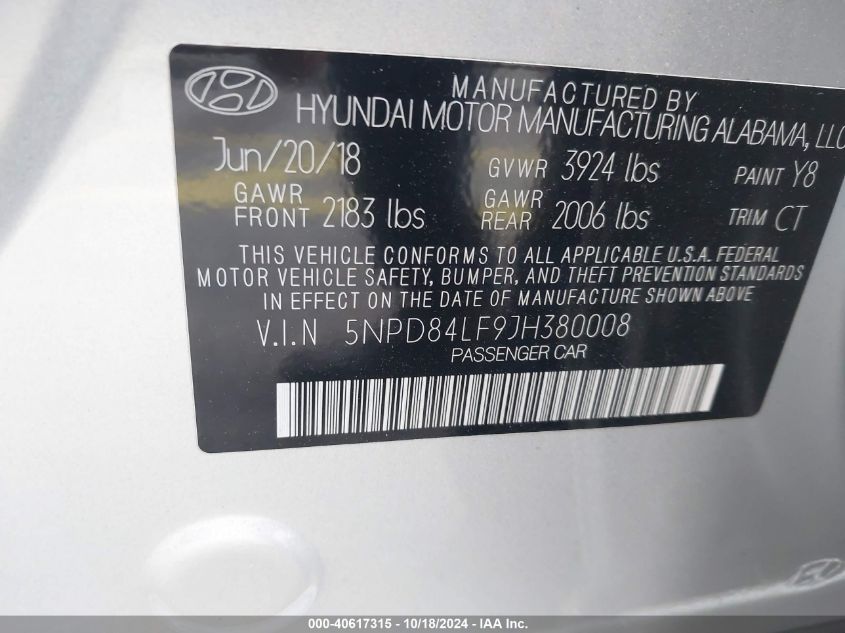 MANUFACTURED BY
HYUNDAI MOTOR MANUFACTURING ALABAMA, LLC
Jun/20/18 GVWR 3924 lbs PAINT Y8
GAWR FRONT 2183 lbs GAWR REAR 2006 lbs TRIM CT
THIS VEHICLE CONFORMS TO ALL APPLICABLE U.S.A. FEDERAL
MOTOR VEHICLE SAFETY, BUMPER, AND THEFT PREVENTION STANDARDS
IN EFFECT ON THE DATE OF MANUFACTURE SHOWN ABOVE
V.I.N 5NPD84LF9JH380008
PASSENGER CAR
000-40617315 - 10/18/2024 - IAA Inc.